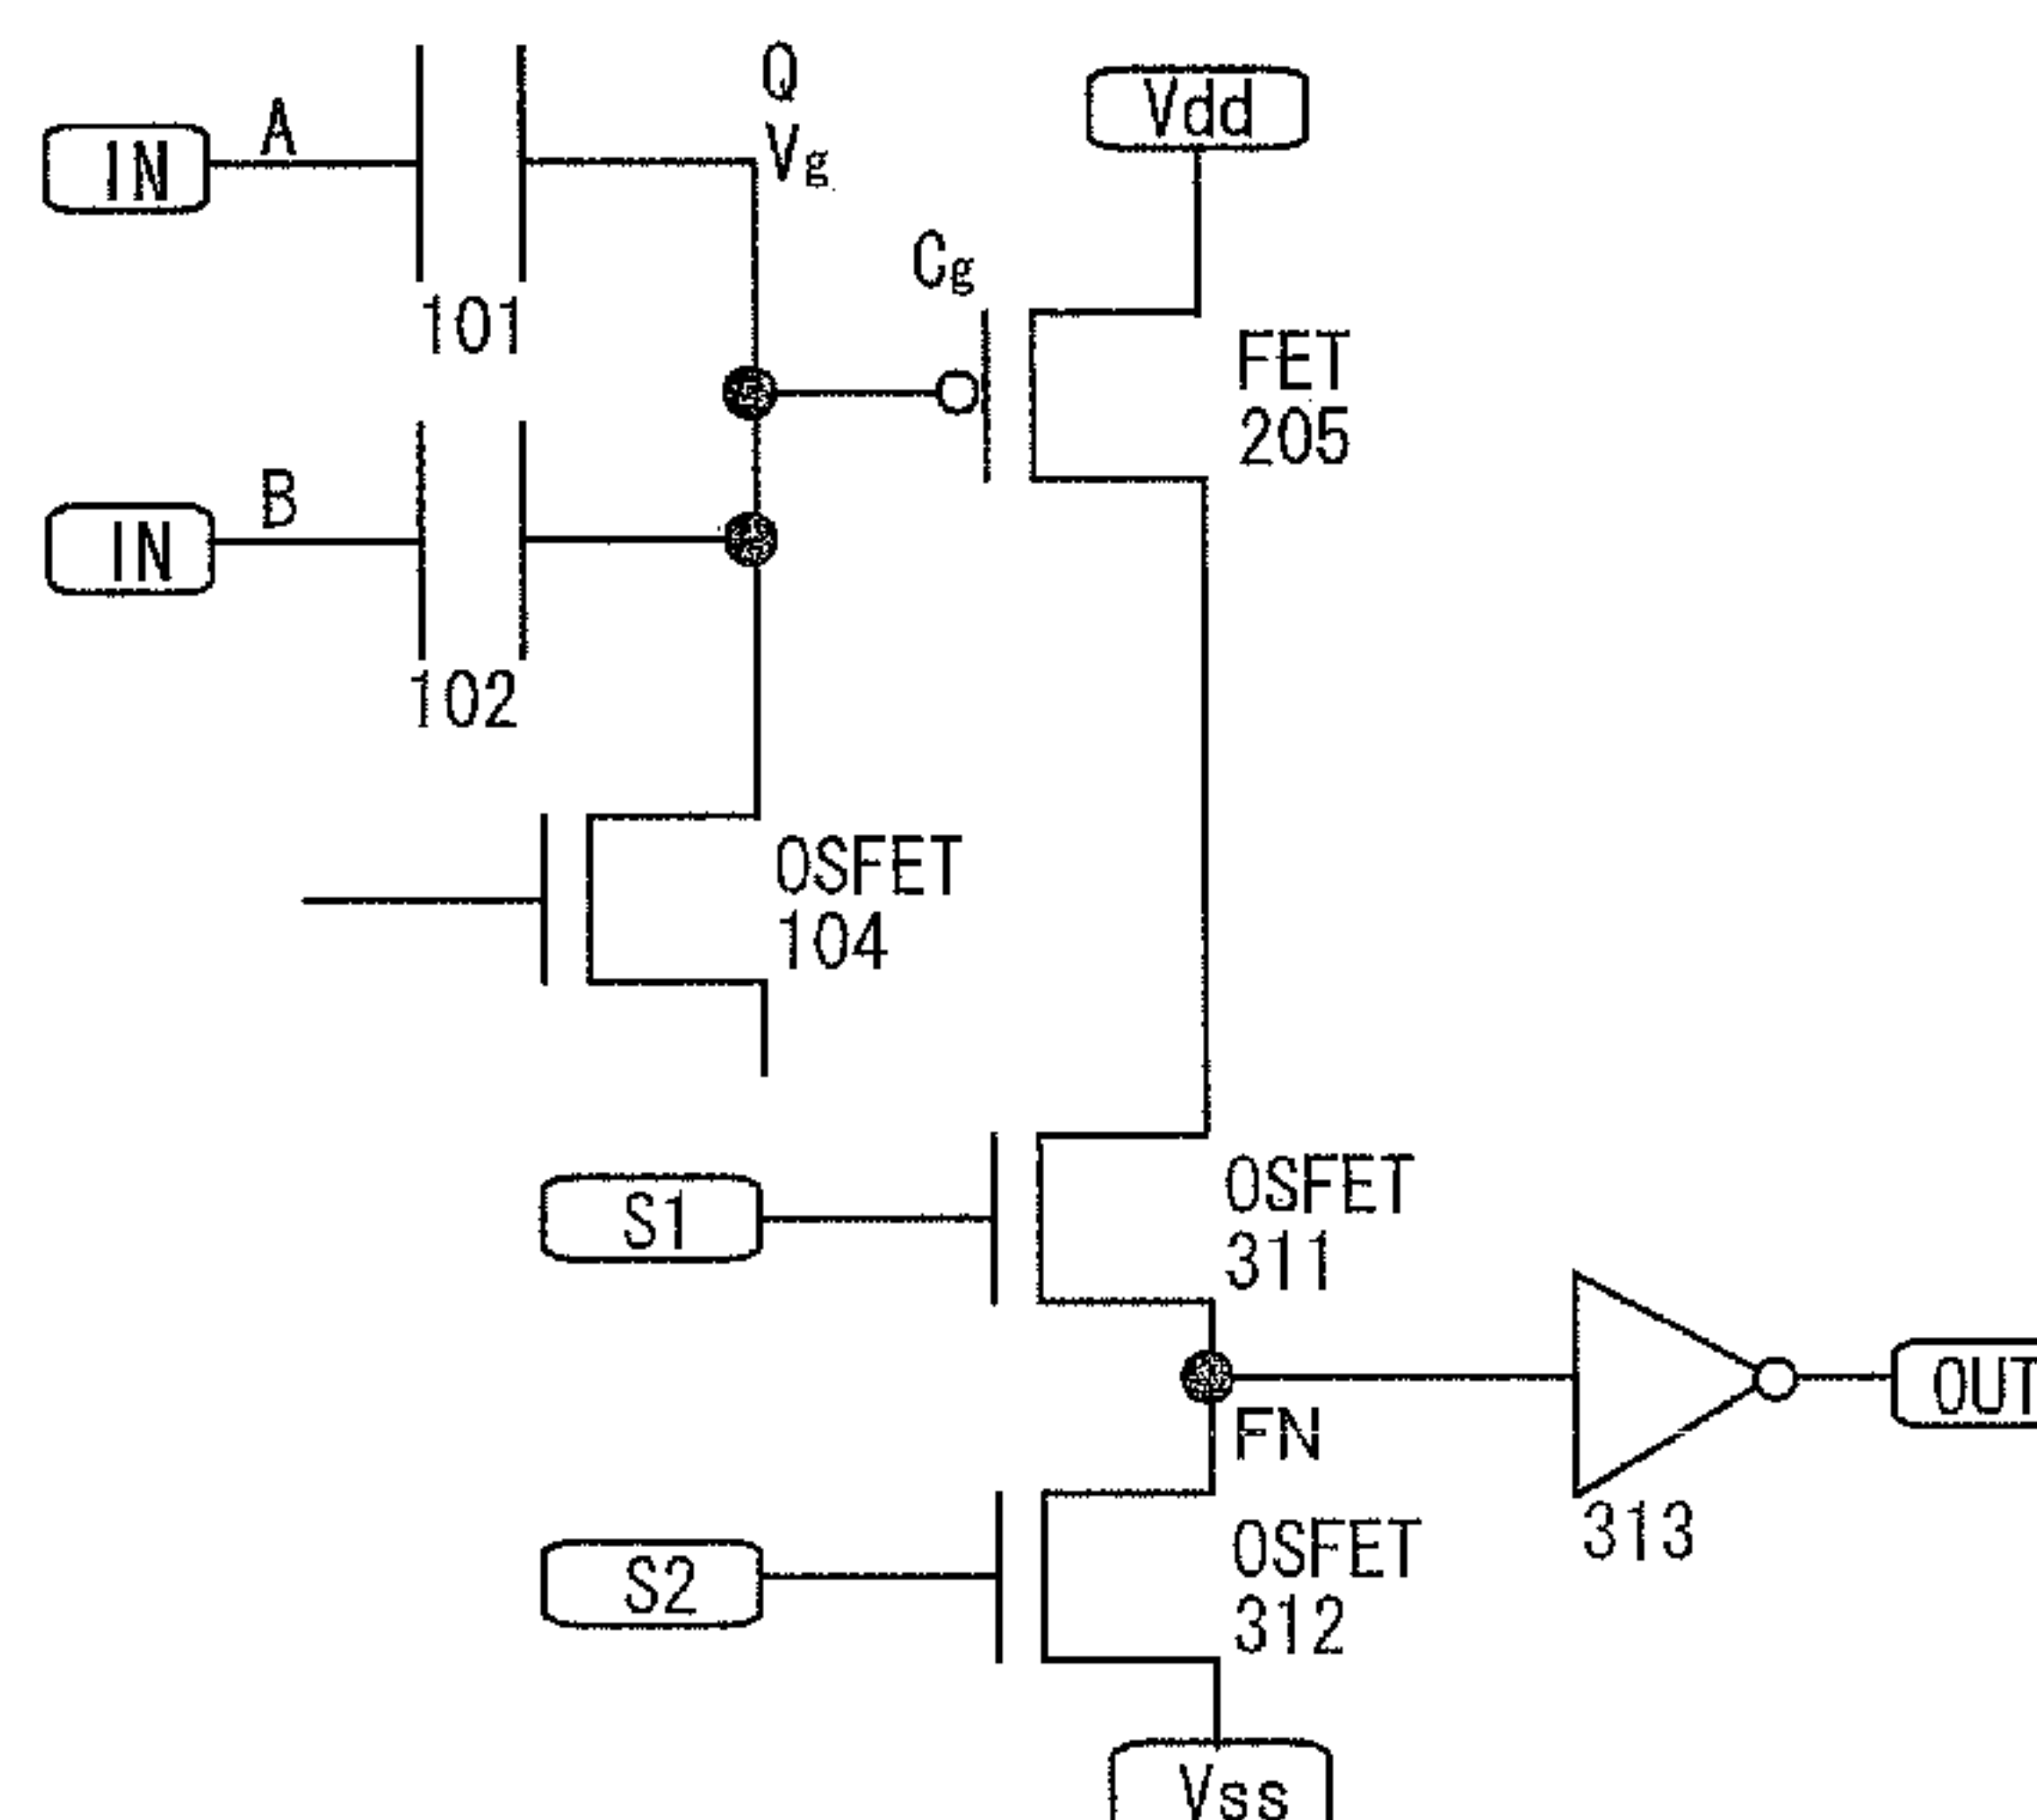 A
IN
Q
Vg
Vdd
Cg
101
FET
205
B
IN
102
OSFET
104
S1
OSFET
311
OUT
FN
313
S2
OSFET
312
Vss